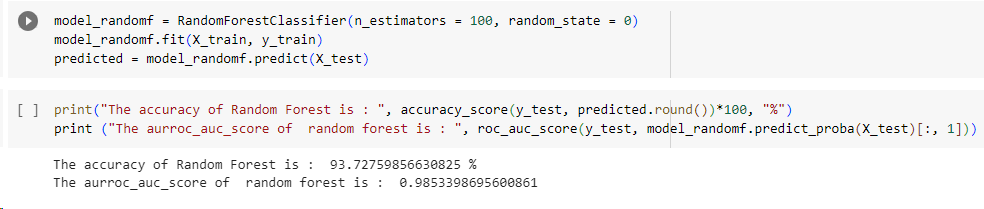 model_randomf = RandomForestClassifier(n_estimators = 100, random_state = 0)
model_randomf.fit(X_train, y_train)
predicted = model_randomf.predict(X_test)
[ ] print("The accuracy of Random Forest is : ", accuracy_score(y_test, predicted.round())*100, "%")
print ("The aurroc_auc_score of  random forest is : ", roc_auc_score(y_test, model_randomf.predict_proba(X_test)[:, 1]))
The accuracy of Random Forest is :  93.72759856630825 %
The aurroc_auc_score of  random forest is :  0.9853398695600861